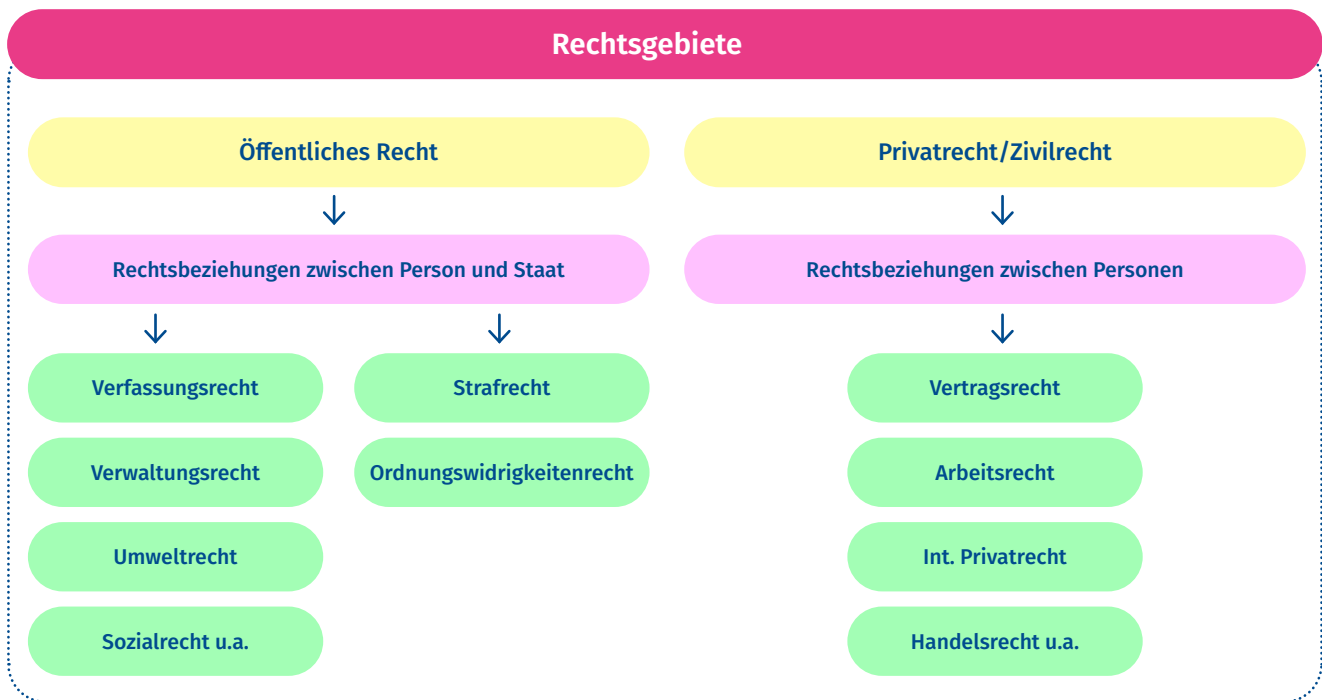 Rechtsgebiete
Öffentliches Recht
Privatrecht/Zivilrecht
Rechtsbeziehungen zwischen Person und Staat
Rechtsbeziehungen zwischen Personen
Verfassungsrecht
Strafrecht
Vertragsrecht
Verwaltungsrecht
Ordnungswidrigkeitenrecht
Arbeitsrecht
Umweltrecht
Int. Privatrecht
Sozialrecht u.a.
Handelsrecht u.a.